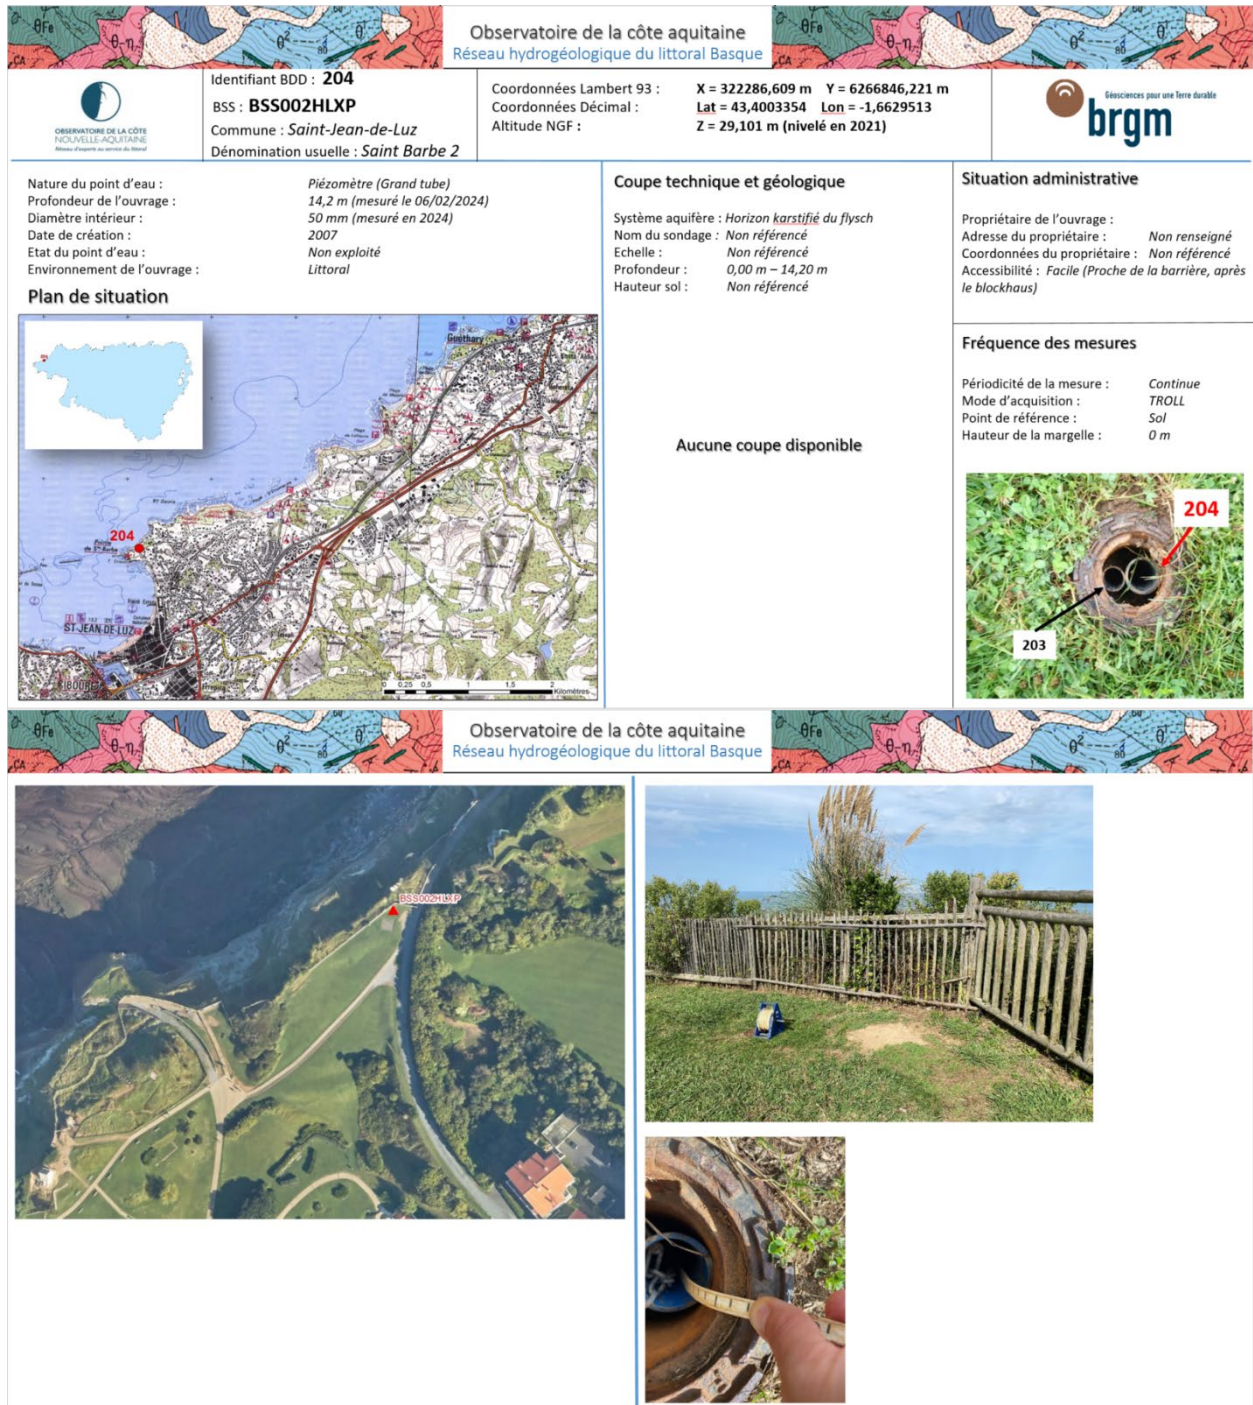 Observatoire de la côte aquitaine
Réseau hydrogéologique du littoral Basque
OBSERVATOIRE DE LA CÔTE
NOUVELLE-AQUITAINE
Réseau d'experts au service du littoral
Identifiant BDD : 204
BSS : BSS002HLXP
Commune : Saint-Jean-de-Luz
Dénomination usuelle : Saint Barbe 2
Coordonnées Lambert 93 : X = 322286,609 m Y = 6266846,221 m
Coordonnées Décimal : Lat = 43,4003354 Lon = -1,6629513
Altitude NGF : Z = 29,101 m (nivelé en 2021)
Géosciences pour une Terre durable
brgm
Nature du point d'eau : Piézomètre (Grand tube)
Profondeur de l'ouvrage : 14,2 m (mesuré le 06/02/2024)
Diamètre intérieur : 50 mm (mesuré en 2024)
Date de création : 2007
Etat du point d'eau : Non exploité
Environnement de l'ouvrage : Littoral
Plan de situation
204
Guéthary
ST-JEAN-DE-LUZ
CIBOURE
0 0,25 0,5 1 1,5 2
Kilomètres
Coupe technique et géologique
Système aquifère : Horizon karstifié du flysch
Nom du sondage : Non référencé
Echelle : Non référencé
Profondeur : 0,00 m – 14,20 m
Hauteur sol : Non référencé
Aucune coupe disponible
Situation administrative
Propriétaire de l'ouvrage :
Adresse du propriétaire : Non renseigné
Coordonnées du propriétaire : Non référencé
Accessibilité : Facile (Proche de la barrière, après
le blockhaus)
Fréquence des mesures
Périodicité de la mesure : Continue
Mode d'acquisition : TROLL
Point de référence : Sol
Hauteur de la margelle : 0 m
204
203
Observatoire de la côte aquitaine
Réseau hydrogéologique du littoral Basque
BSS002HLXP